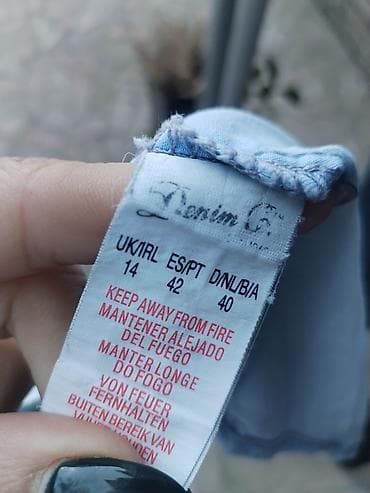 Denim Co.
UK/IRL ES/PT D/NL/B/A
14 42 40
KEEP AWAY FROM FIRE
MANTENER ALEJADO
DEL FUEGO
MANTER LONGE
DO FOGO
VON FEUER
FERNHALTEN
BUITEN BEREIK VAN